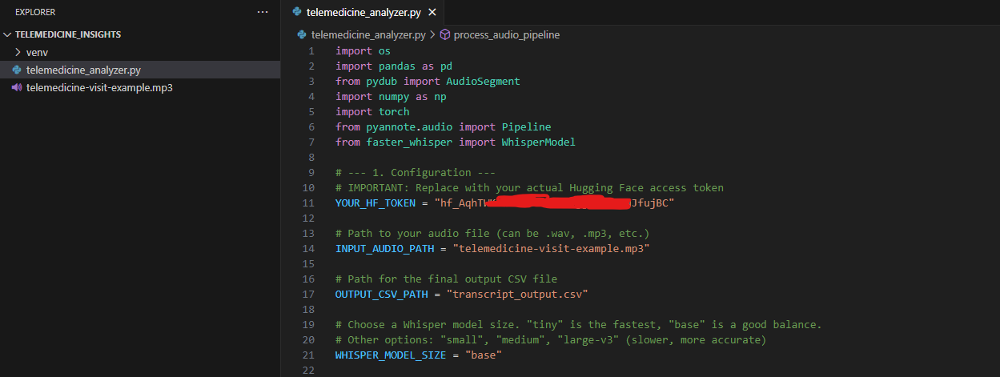 EXPLORER
···
TELEMEDICINE_INSIGHTS
venv
telemedicine_analyzer.py
telemedicine-visit-example.mp3
telemedicine_analyzer.py
telemedicine_analyzer.py > process_audio_pipeline
1 import os
2 import pandas as pd
3 from pydub import AudioSegment
4 import numpy as np
5 import torch
6 from pyannote.audio import Pipeline
7 from faster_whisper import WhisperModel
8
9 # --- 1. Configuration ---
10 # IMPORTANT: Replace with your actual Hugging Face access token
11 YOUR_HF_TOKEN = "hf_AqhT JfujBC"
12
13 # Path to your audio file (can be .wav, .mp3, etc.)
14 INPUT_AUDIO_PATH = "telemedicine-visit-example.mp3"
15
16 # Path for the final output CSV file
17 OUTPUT_CSV_PATH = "transcript_output.csv"
18
19 # Choose a Whisper model size. "tiny" is the fastest, "base" is a good balance.
20 # Other options: "small", "medium", "large-v3" (slower, more accurate)
21 WHISPER_MODEL_SIZE = "base"
22